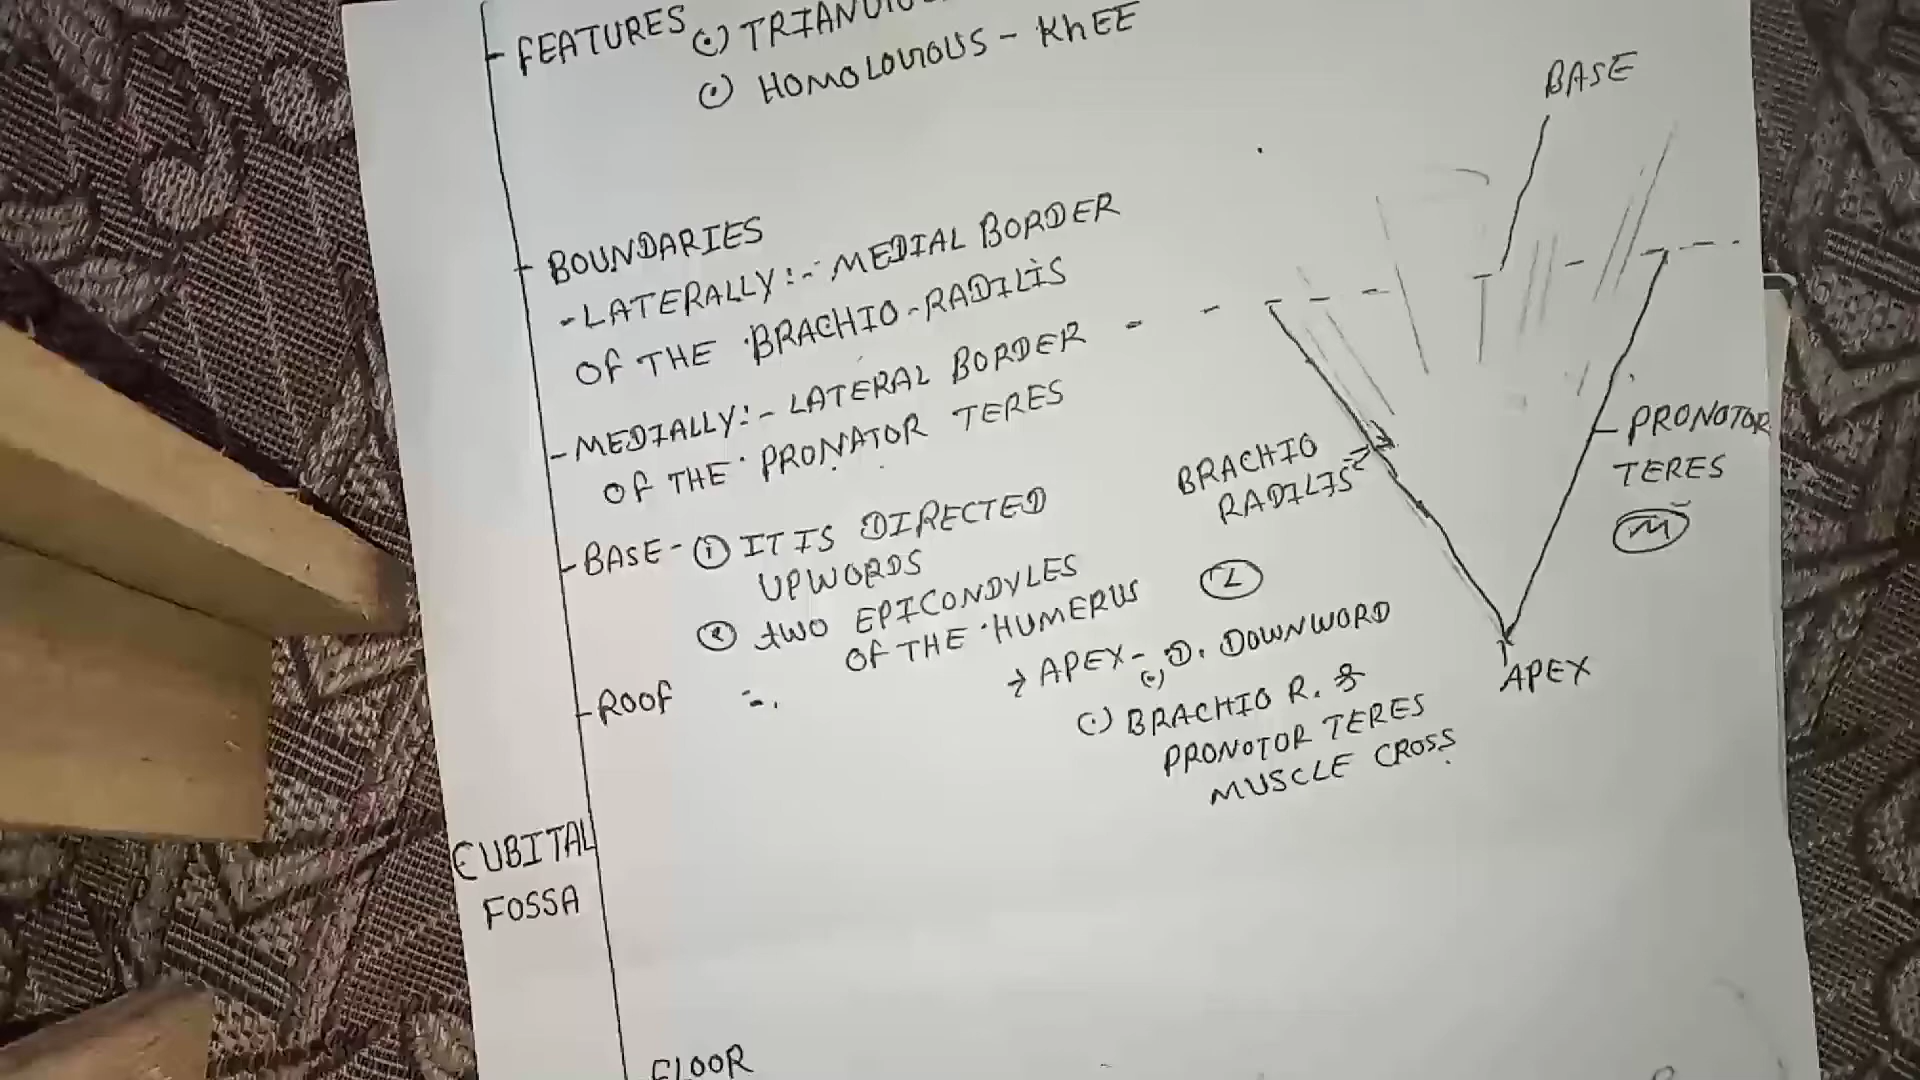 FEATURES
HOMOLOGIOUS - KhEE
BASE
BOUNDARIES
- LATERALLY:- MEDIAL BORDER
OF THE BRACHIO-RADILIS
- MEDIALLY:- LATERAL BORDER
OF THE PRONATOR TERES
BRACHIO
RADILIS
PRONOTOR
TERES
M
BASE- ① IT IS DIRECTED
UPWORDS
② TWO EPICONDYLES
OF THE HUMERUS
L
ROOF :-
→ APEX- D. DOWNWORD
BRACHIO R. &
PRONOTOR TERES
MUSCLE CROSS
APEX
CUBITAL
FOSSA
FLOOR